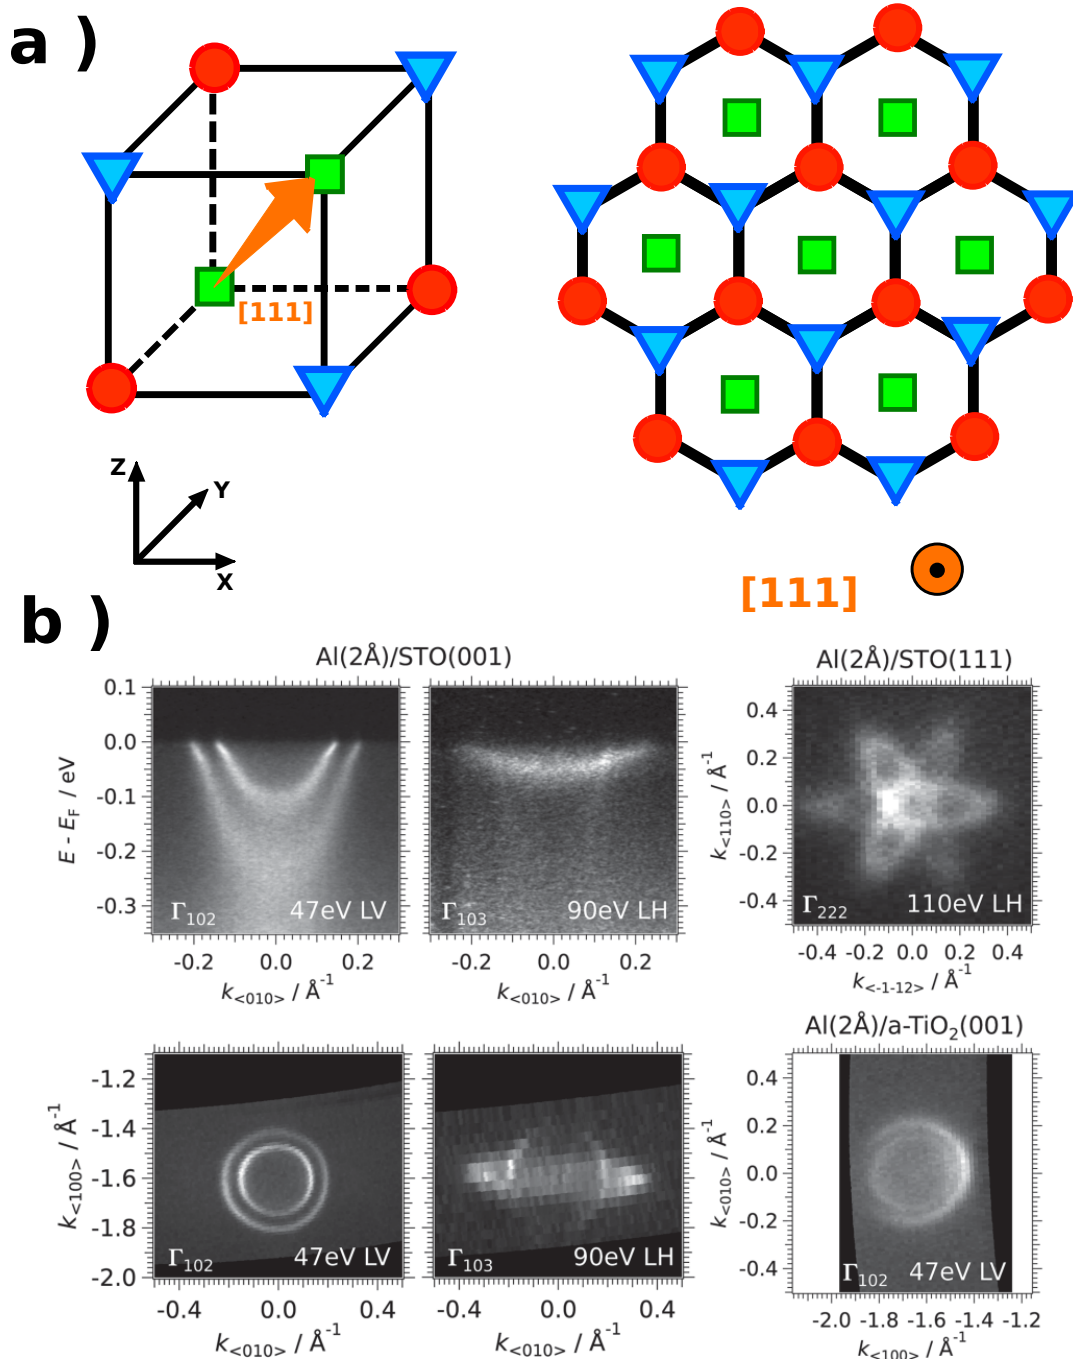 a )
[111]
Z
Y
X
[111]
b )
Al(2Å)/STO(001)
Al(2Å)/STO(111)
0.1
0.0
-0.1
-0.2
-0.3
E - E_F / eV
Γ102
47eV LV
-0.2
0.0
0.2
k<010> / Å-1
Γ103
90eV LH
-0.2
0.0
0.2
k<010> / Å-1
0.4
0.2
0.0
-0.2
-0.4
k<110> / Å-1
Γ222
110eV LH
-0.4
-0.2
0.0
0.2
0.4
k<-1-12> / Å-1
Al(2Å)/a-TiO2(001)
-1.2
-1.4
-1.6
-1.8
-2.0
k<100> / Å-1
Γ102
47eV LV
-0.4
0.0
0.4
k<010> / Å-1
Γ103
90eV LH
-0.4
0.0
0.4
k<010> / Å-1
0.4
0.2
0.0
-0.2
-0.4
k<010> / Å-1
Γ102
47eV LV
-2.0
-1.8
-1.6
-1.4
-1.2
k<100> / Å-1